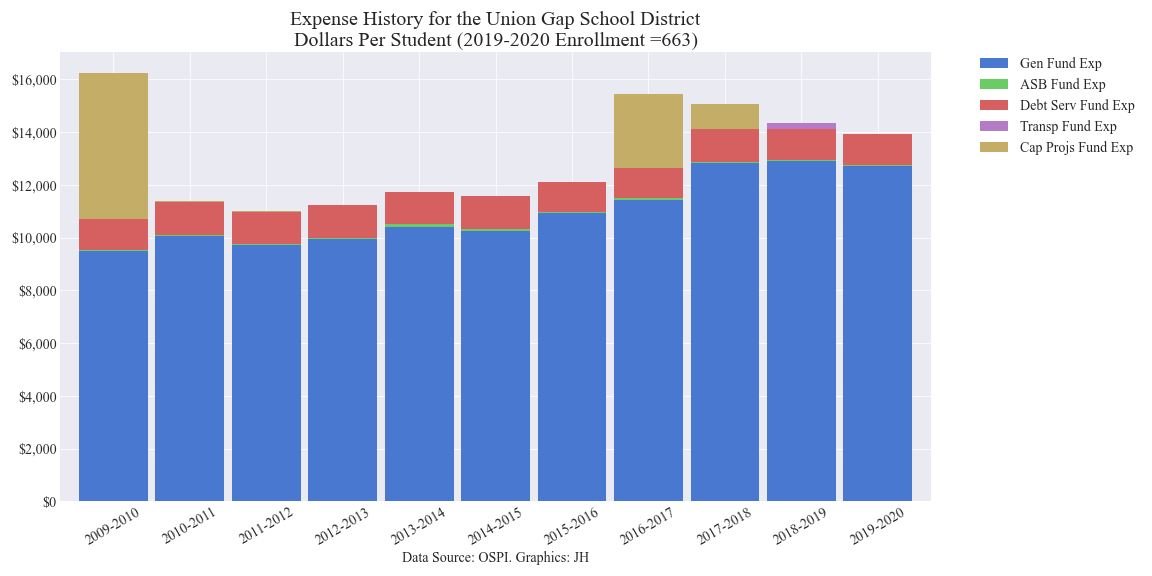 Expense History for the Union Gap School District
Dollars Per Student (2019-2020 Enrollment =663)
$16,000
$14,000
$12,000
$10,000
$8,000
$6,000
$4,000
$2,000
$0
2009-2010
2010-2011
2011-2012
2012-2013
2013-2014
2014-2015
2015-2016
2016-2017
2017-2018
2018-2019
2019-2020
Data Source: OSPI. Graphics: JH
Gen Fund Exp
ASB Fund Exp
Debt Serv Fund Exp
Transp Fund Exp
Cap Projs Fund Exp